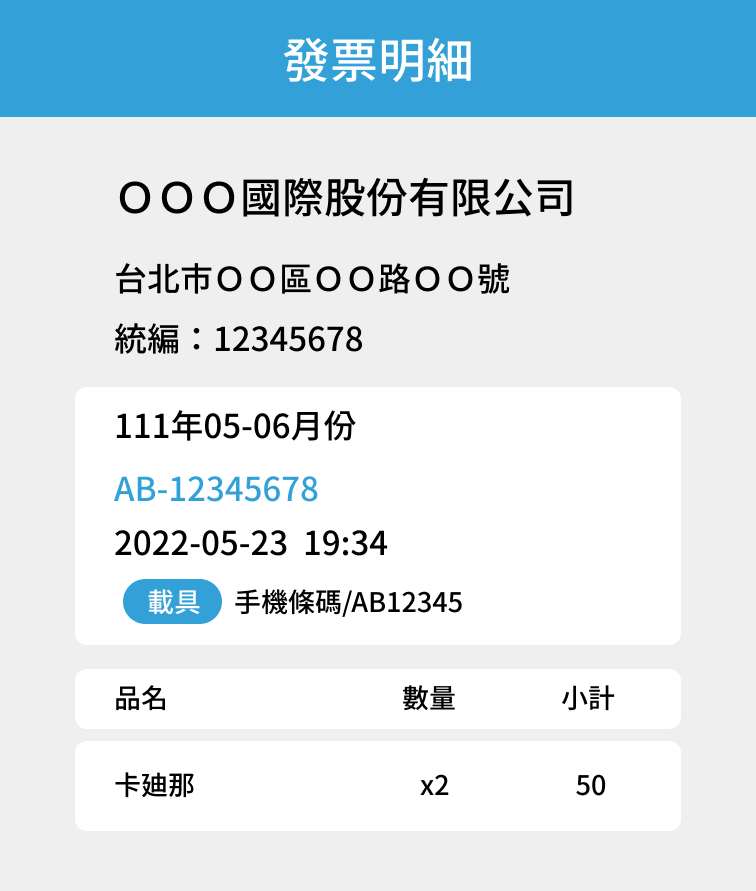 發票明細
ＯＯＯ國際股份有限公司
台北市ＯＯ區ＯＯ路ＯＯ號
統編：12345678
111年05-06月份
AB-12345678
2022-05-23 19:34
載具 手機條碼/AB12345
品名 數量 小計
卡廸那 x2 50